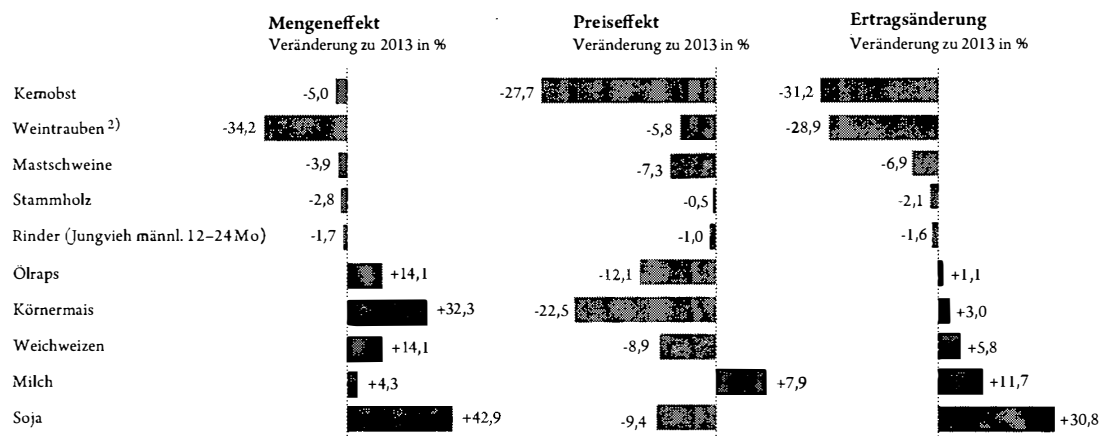 Mengeneffekt Preiseffekt Ertragsänderung
Veränderung zu 2013 in % Veränderung zu 2013 in % Veränderung zu 2013 in %
Kernobst -5,0 -27,7 -31,2
Weintrauben 2) -34,2 -5,8 -28,9
Mastschweine -3,9 -7,3 -6,9
Stammholz -2,8 -0,5 -2,1
Rinder (Jungvieh männl. 12–24 Mo) -1,7 -1,0 -1,6
Ölraps +14,1 -12,1 +1,1
Körnermais +32,3 -22,5 +3,0
Weichweizen +14,1 -8,9 +5,8
Milch +4,3 +7,9 +11,7
Soja +42,9 -9,4 +30,8